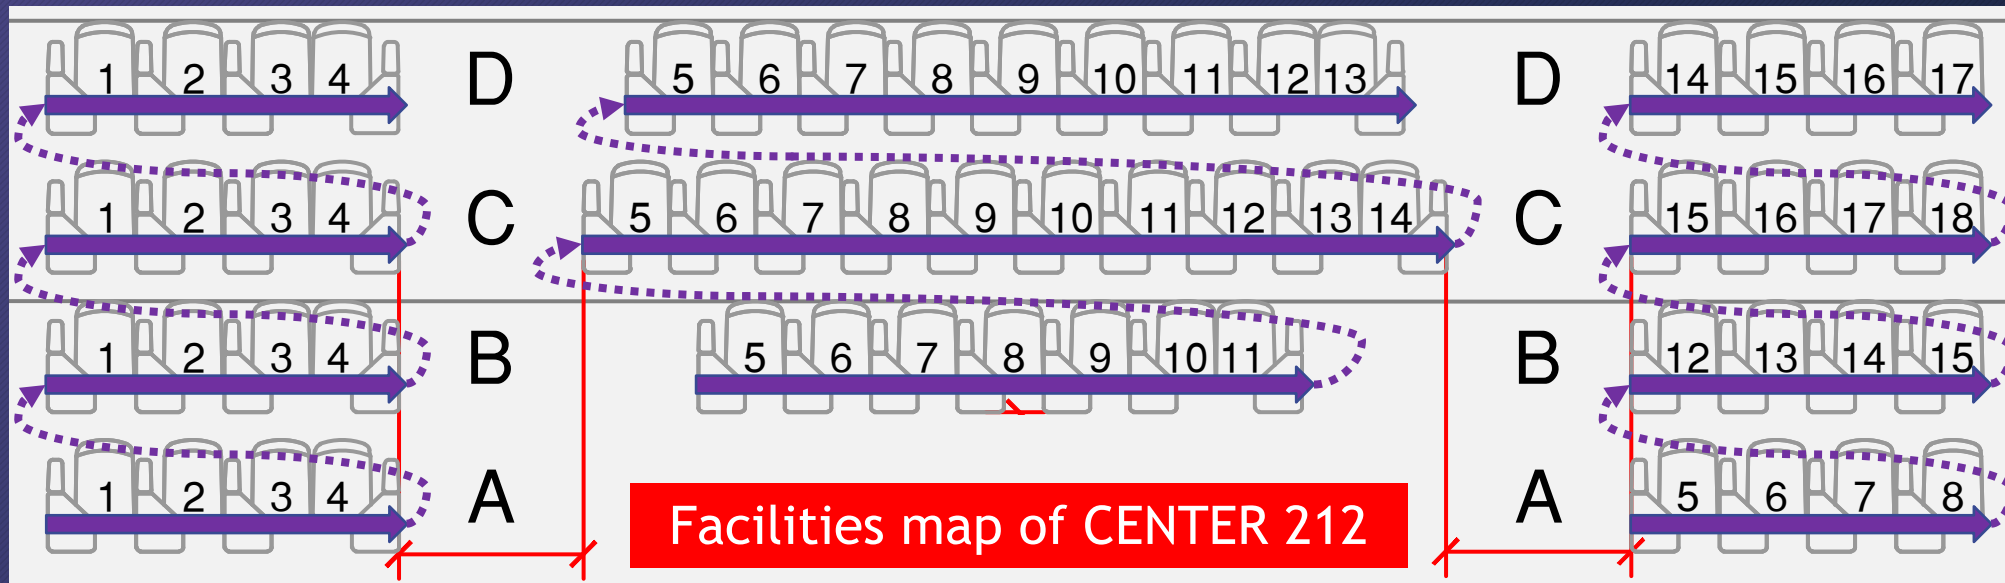 1 2 3 4 D 5 6 7 8 9 10 11 12 13 D 14 15 16 17
1 2 3 4 C 5 6 7 8 9 10 11 12 13 14 C 15 16 17 18
1 2 3 4 B 5 6 7 8 9 10 11 B 12 13 14 15
1 2 3 4 A A 5 6 7 8
Facilities map of CENTER 212